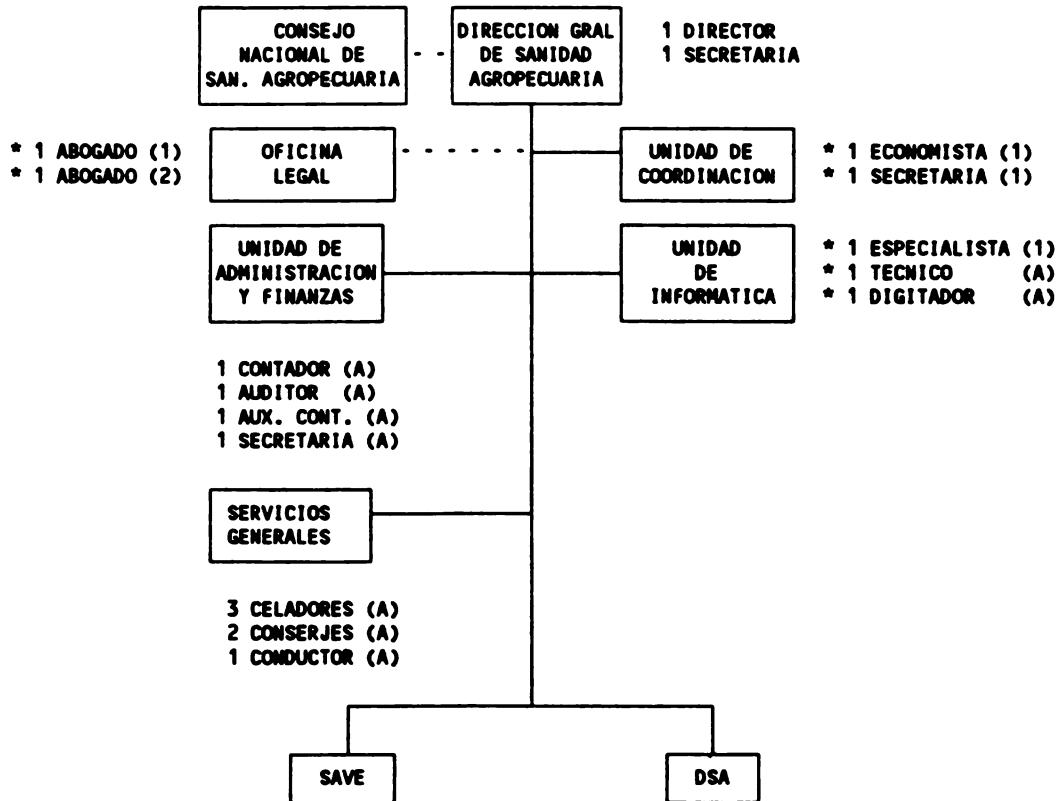 CONSEJO
NACIONAL DE
SAN. AGROPECUARIA
DIRECCION GRAL
DE SANIDAD
AGROPECUARIA
1 DIRECTOR
1 SECRETARIA
* 1 ABOGADO (1)
* 1 ABOGADO (2)
OFICINA
LEGAL
UNIDAD DE
COORDINACION
* 1 ECONOMISTA (1)
* 1 SECRETARIA (1)
UNIDAD DE
ADMINISTRACION
Y FINANZAS
UNIDAD
DE
INFORMATICA
* 1 ESPECIALISTA (1)
* 1 TECNICO (A)
* 1 DIGITADOR (A)
1 CONTADOR (A)
1 AUDITOR (A)
1 AUX. CONT. (A)
1 SECRETARIA (A)
SERVICIOS
GENERALES
3 CELADORES (A)
2 CONSERJES (A)
1 CONDUCTOR (A)
SAVE
DSA